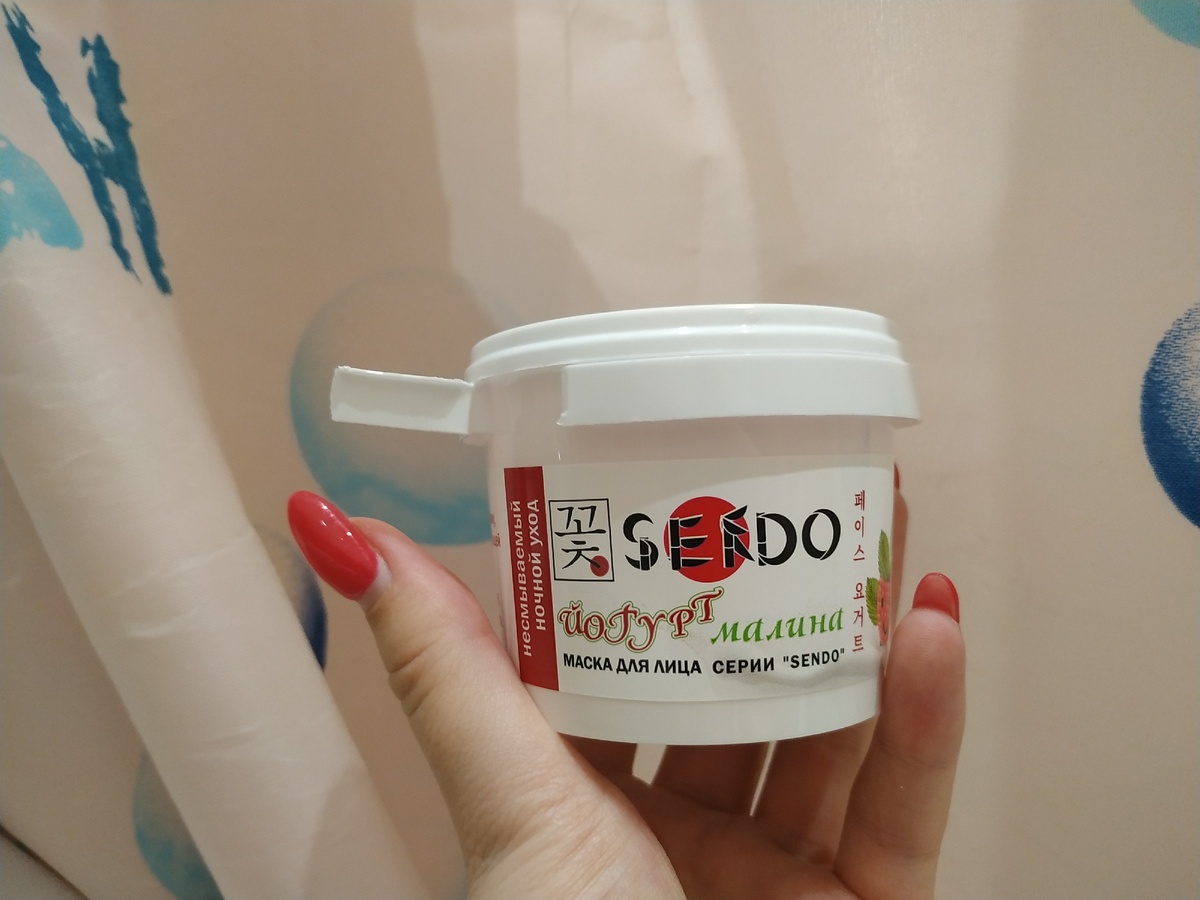 несмываемый
ночной уход
꽃
SENDO
йогурт
малина
МАСКА ДЛЯ ЛИЦА СЕРИИ "SENDO"
페이스 요거트